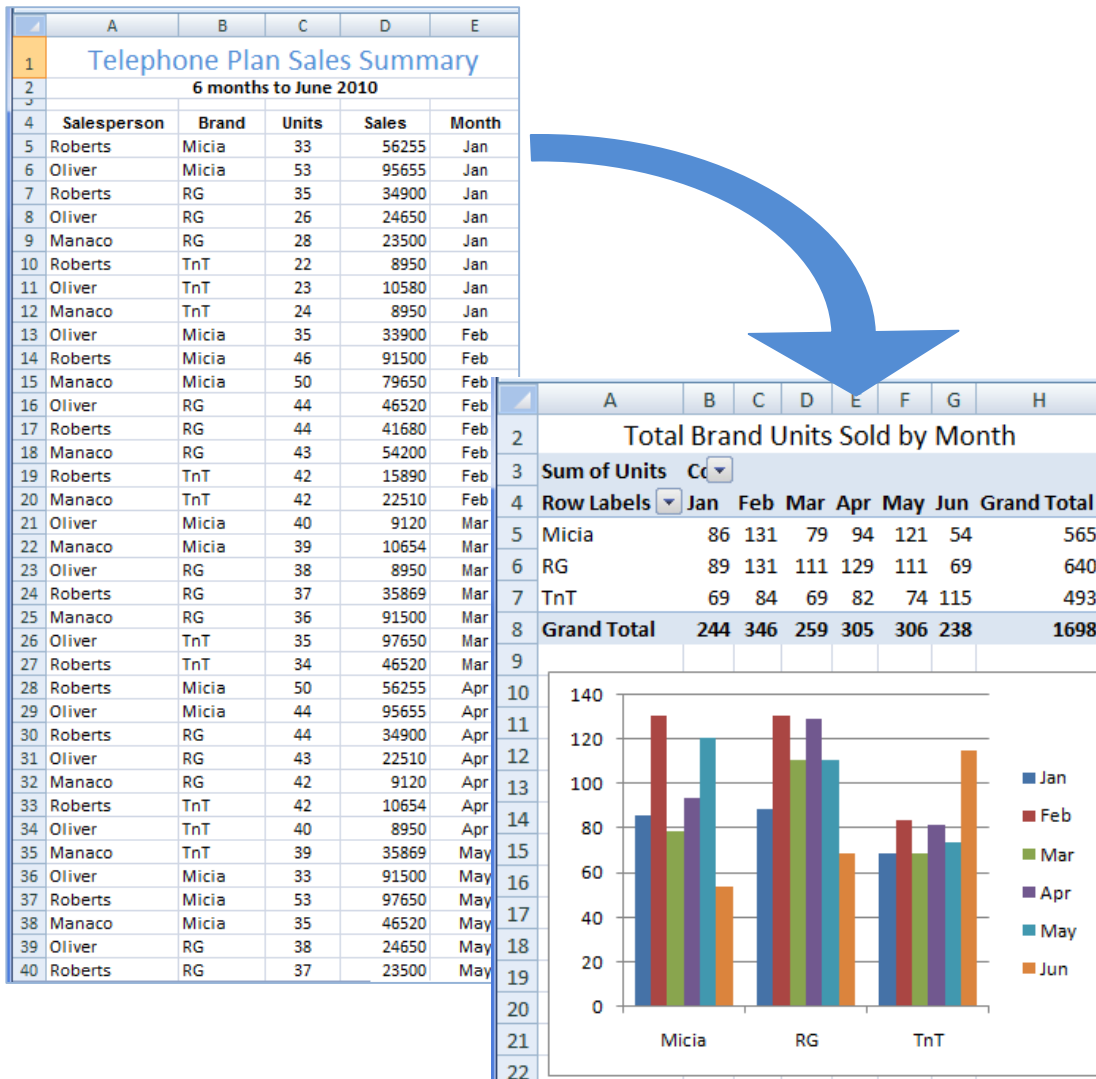 A B C D E
1 Telephone Plan Sales Summary
2 6 months to June 2010
3
4 Salesperson Brand Units Sales Month
5 Roberts Micia 33 56255 Jan
6 Oliver Micia 53 95655 Jan
7 Roberts RG 35 34900 Jan
8 Oliver RG 26 24650 Jan
9 Manaco RG 28 23500 Jan
10 Roberts TnT 22 8950 Jan
11 Oliver TnT 23 10580 Jan
12 Manaco TnT 24 8950 Jan
13 Oliver Micia 35 33900 Feb
14 Roberts Micia 46 91500 Feb
15 Manaco Micia 50 79650 Feb
16 Oliver RG 44 46520 Feb
17 Roberts RG 44 41680 Feb
18 Manaco RG 43 54200 Feb
19 Roberts TnT 42 15890 Feb
20 Manaco TnT 42 22510 Feb
21 Oliver Micia 40 9120 Mar
22 Manaco Micia 39 10654 Mar
23 Oliver RG 38 8950 Mar
24 Roberts RG 37 35869 Mar
25 Manaco RG 36 91500 Mar
26 Oliver TnT 35 97650 Mar
27 Roberts TnT 34 46520 Mar
28 Roberts Micia 50 56255 Apr
29 Oliver Micia 44 95655 Apr
30 Roberts RG 44 34900 Apr
31 Oliver RG 43 22510 Apr
32 Manaco RG 42 9120 Apr
33 Roberts TnT 42 10654 Apr
34 Oliver TnT 40 8950 Apr
35 Manaco TnT 39 35869 May
36 Oliver Micia 33 91500 May
37 Roberts Micia 53 97650 May
38 Manaco Micia 35 46520 May
39 Oliver RG 38 24650 May
40 Roberts RG 37 23500 May
A B C D E F G H
2 Total Brand Units Sold by Month
3 Sum of Units Co
4 Row Labels Jan Feb Mar Apr May Jun Grand Total
5 Micia 86 131 79 94 121 54 565
6 RG 89 131 111 129 111 69 640
7 TnT 69 84 69 82 74 115 493
8 Grand Total 244 346 259 305 306 238 1698
9
10
11
12
13
14
15
16
17
18
19
20
21
22
140
120
100
80
60
40
20
0
Micia RG TnT
Jan
Feb
Mar
Apr
May
Jun